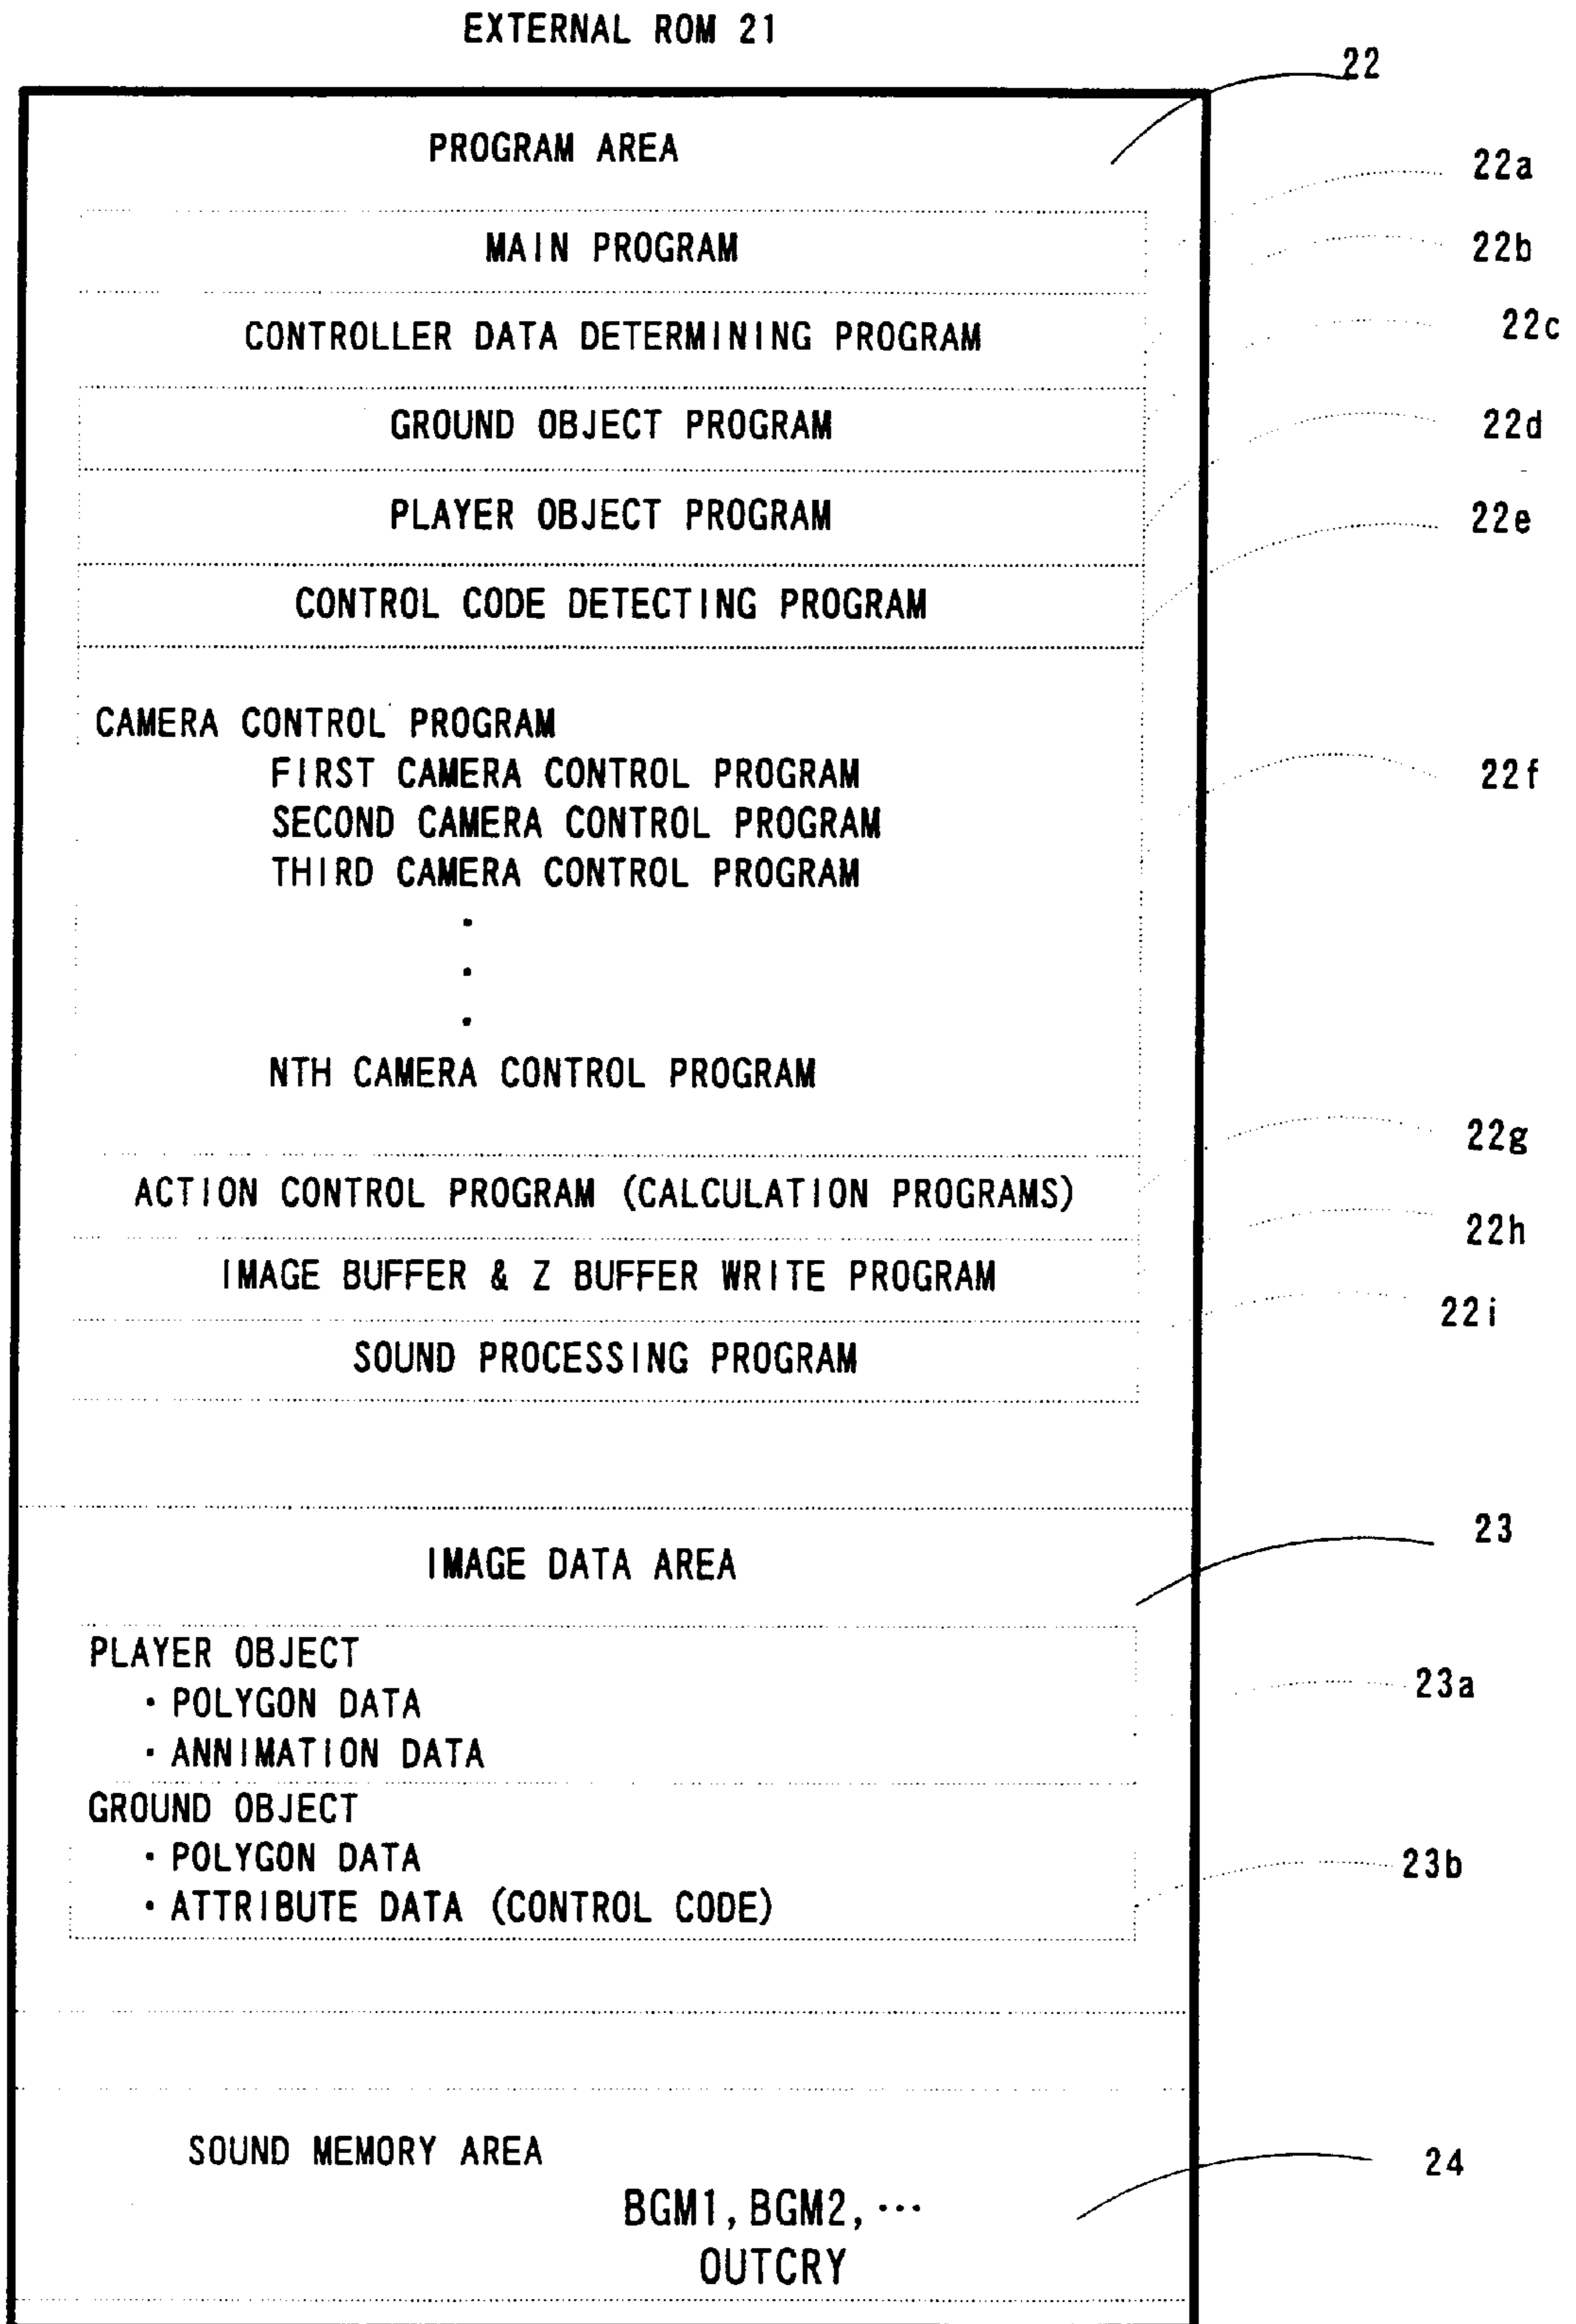 EXTERNAL ROM 21
22
PROGRAM AREA
22a
MAIN PROGRAM
22b
CONTROLLER DATA DETERMINING PROGRAM
22c
GROUND OBJECT PROGRAM
22d
PLAYER OBJECT PROGRAM
22e
CONTROL CODE DETECTING PROGRAM
CAMERA CONTROL PROGRAM
FIRST CAMERA CONTROL PROGRAM
22f
SECOND CAMERA CONTROL PROGRAM
THIRD CAMERA CONTROL PROGRAM
.
.
.
NTH CAMERA CONTROL PROGRAM
22g
ACTION CONTROL PROGRAM (CALCULATION PROGRAMS)
22h
IMAGE BUFFER & Z BUFFER WRITE PROGRAM
22i
SOUND PROCESSING PROGRAM
23
IMAGE DATA AREA
PLAYER OBJECT
23a
· POLYGON DATA
· ANNIMATION DATA
GROUND OBJECT
· POLYGON DATA
23b
· ATTRIBUTE DATA (CONTROL CODE)
SOUND MEMORY AREA
24
BGM1, BGM2, ···
OUTCRY